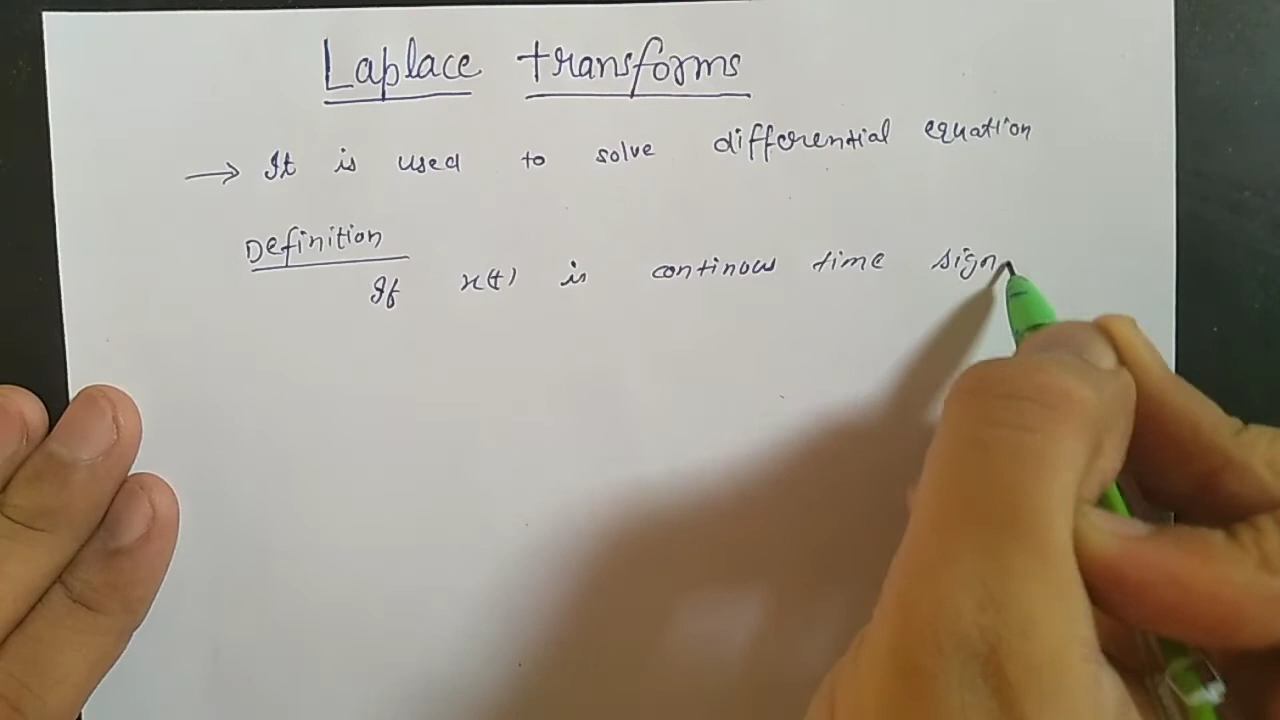 Laplace transforms
→ It is used to solve differential equation
Definition
If x(t) is continous time sign